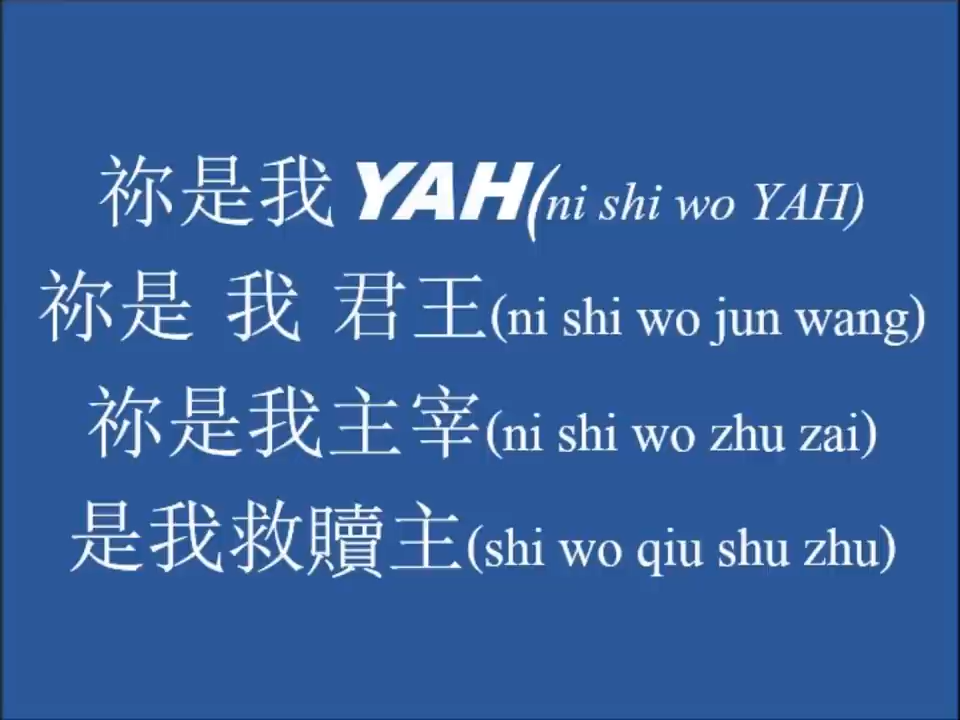 祢是我 YAH(ni shi wo YAH)
祢是 我 君王(ni shi wo jun wang)
祢是我主宰(ni shi wo zhu zai)
是我救贖主(shi wo qiu shu zhu)